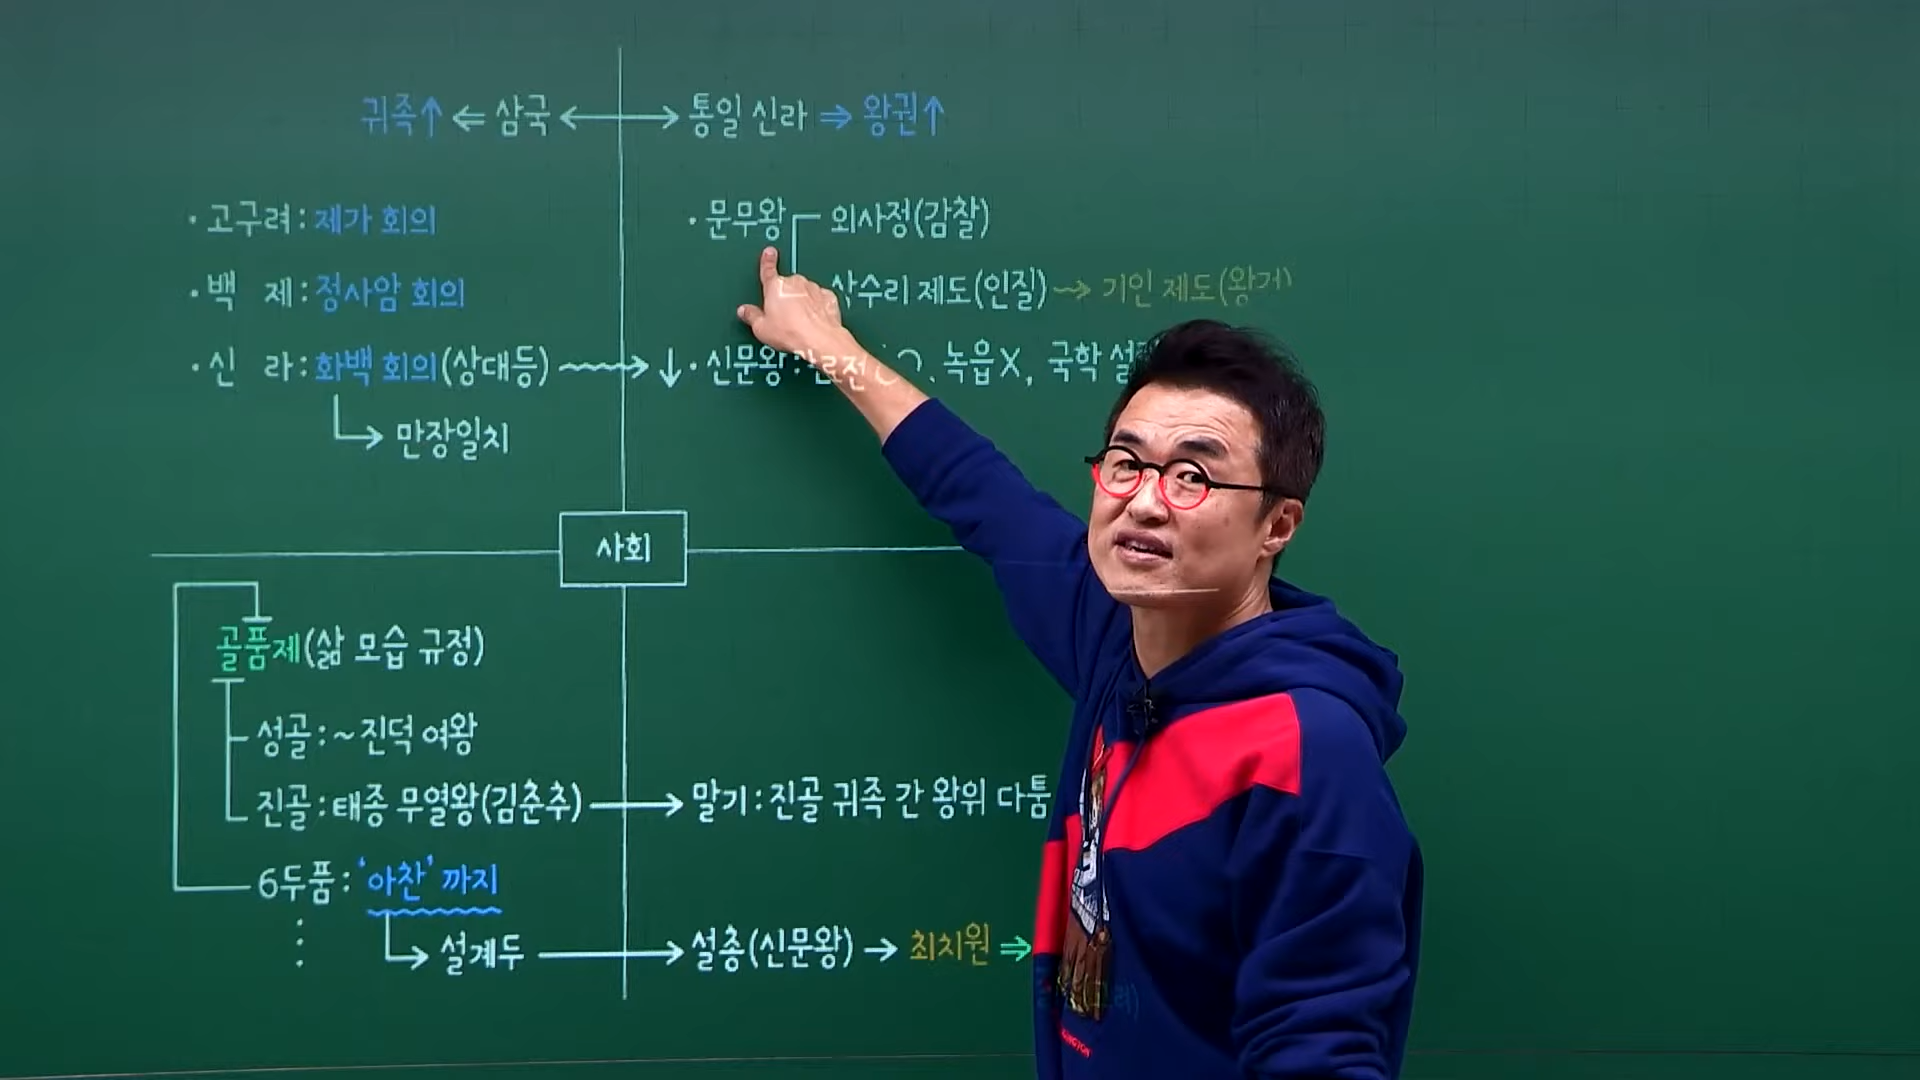 귀족↑ ⇐ 삼국 ↔ 통일 신라 ⇒ 왕권↑
· 고구려 : 제가 회의
· 백 제 : 정사암 회의
· 신 라 : 화백 회의(상대등)
만장일치
· 문무왕
외사정(감찰)
상수리 제도(인질) → 기인 제도(왕건)
↓ · 신문왕 : 녹읍X, 국학
사회
골품제(삶 모습 규정)
성골 : ~진덕 여왕
진골 : 태종 무열왕(김춘추) → 말기 : 진골 귀족 간 왕위 다툼
6두품 : '아찬' 까지
설계두 → 설총(신문왕) → 최치원 ⇒